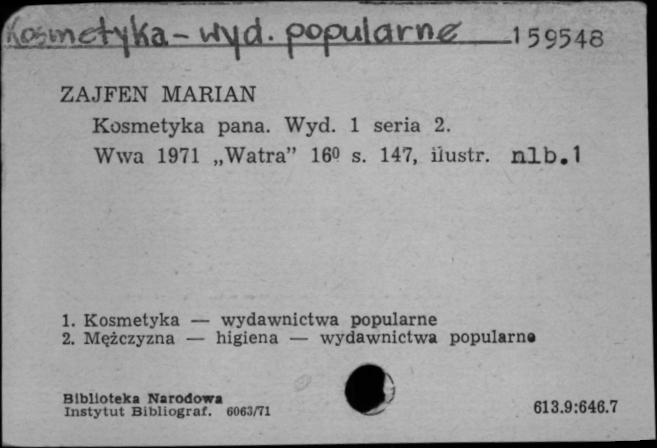 Kosmetyka - wyd. popularne 159548
ZAJFEN MARIAN
Kosmetyka pana. Wyd. 1 seria 2.
Wwa 1971 „Watra” 16⁰ s. 147, ilustr. nlb.1
1. Kosmetyka — wydawnictwa popularne
2. Mężczyzna — higiena — wydawnictwa popularne
Biblioteka Narodowa
Instytut Bibliograf. 6063/71
613.9:646.7